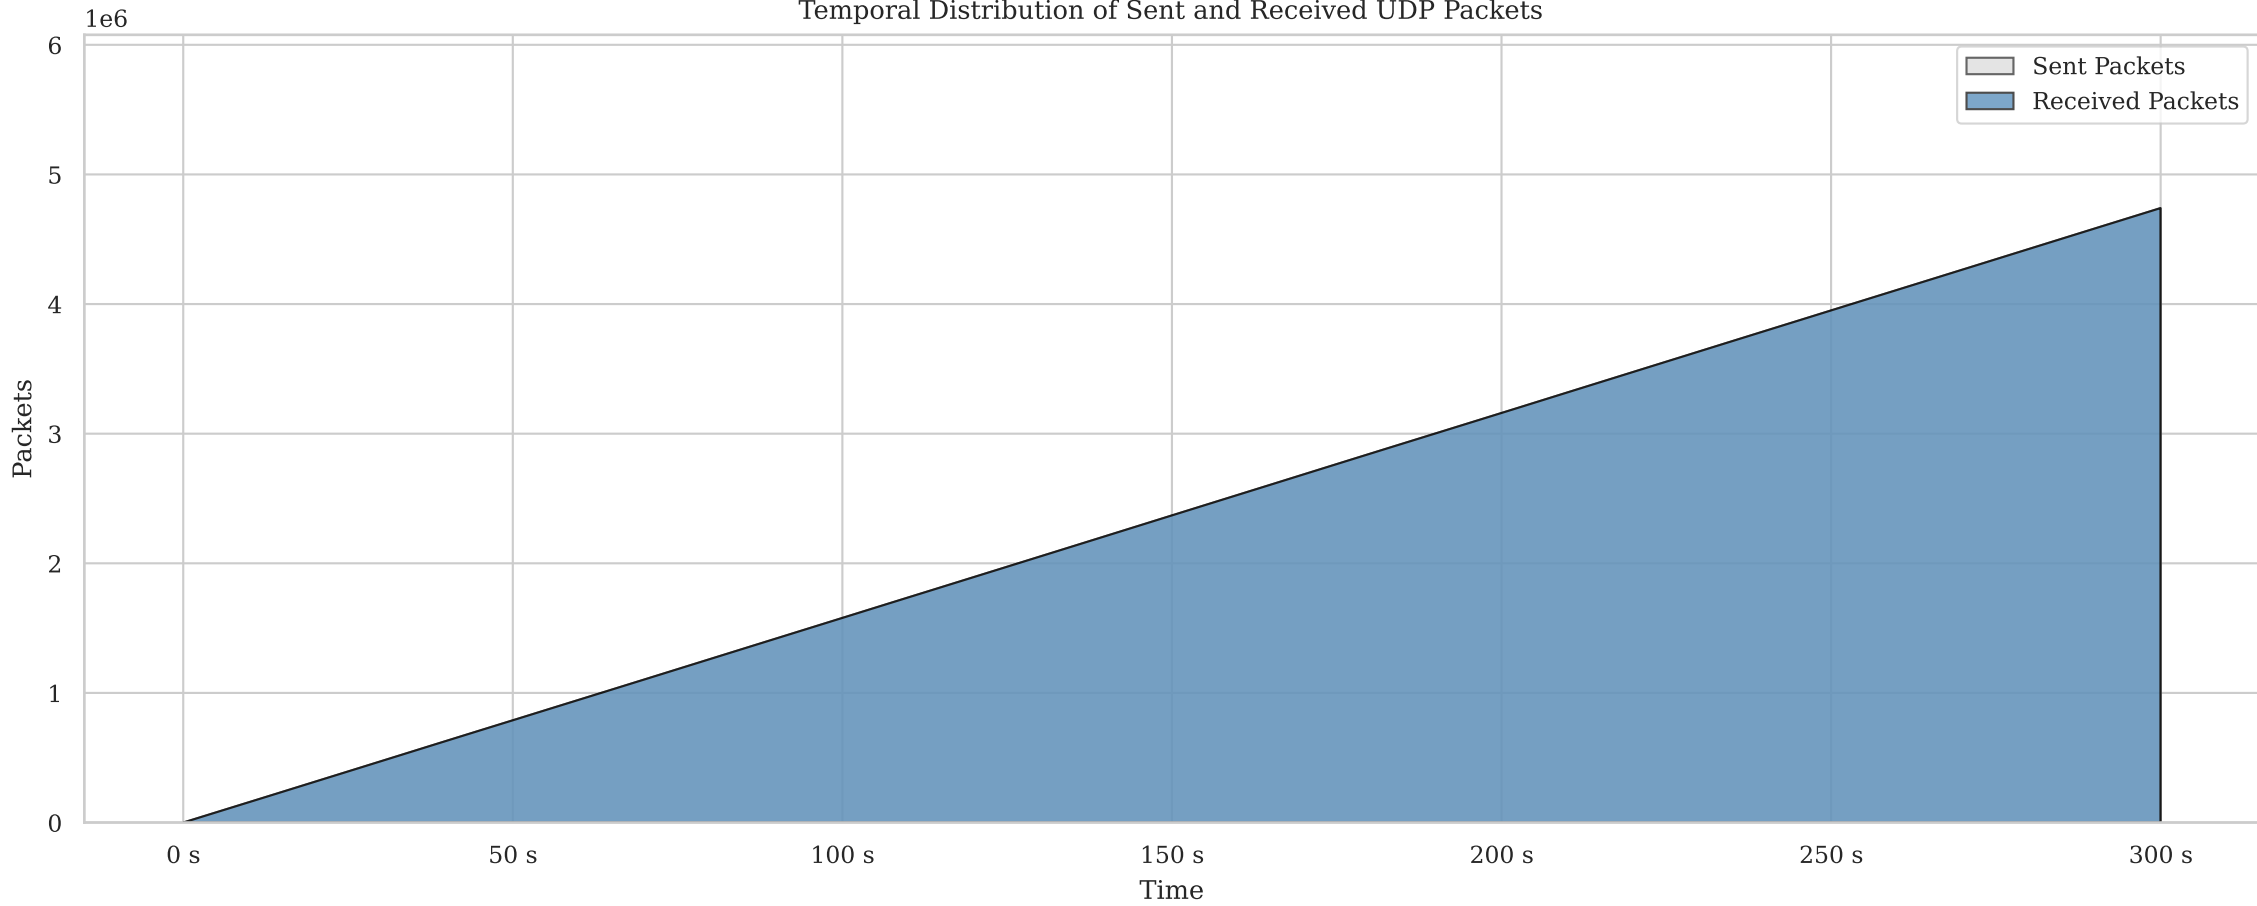 Temporal Distribution of Sent and Received UDP Packets
1e6
6
5
4
3
2
1
0
Packets
Sent Packets
Received Packets
0 s
50 s
100 s
150 s
200 s
250 s
300 s
Time